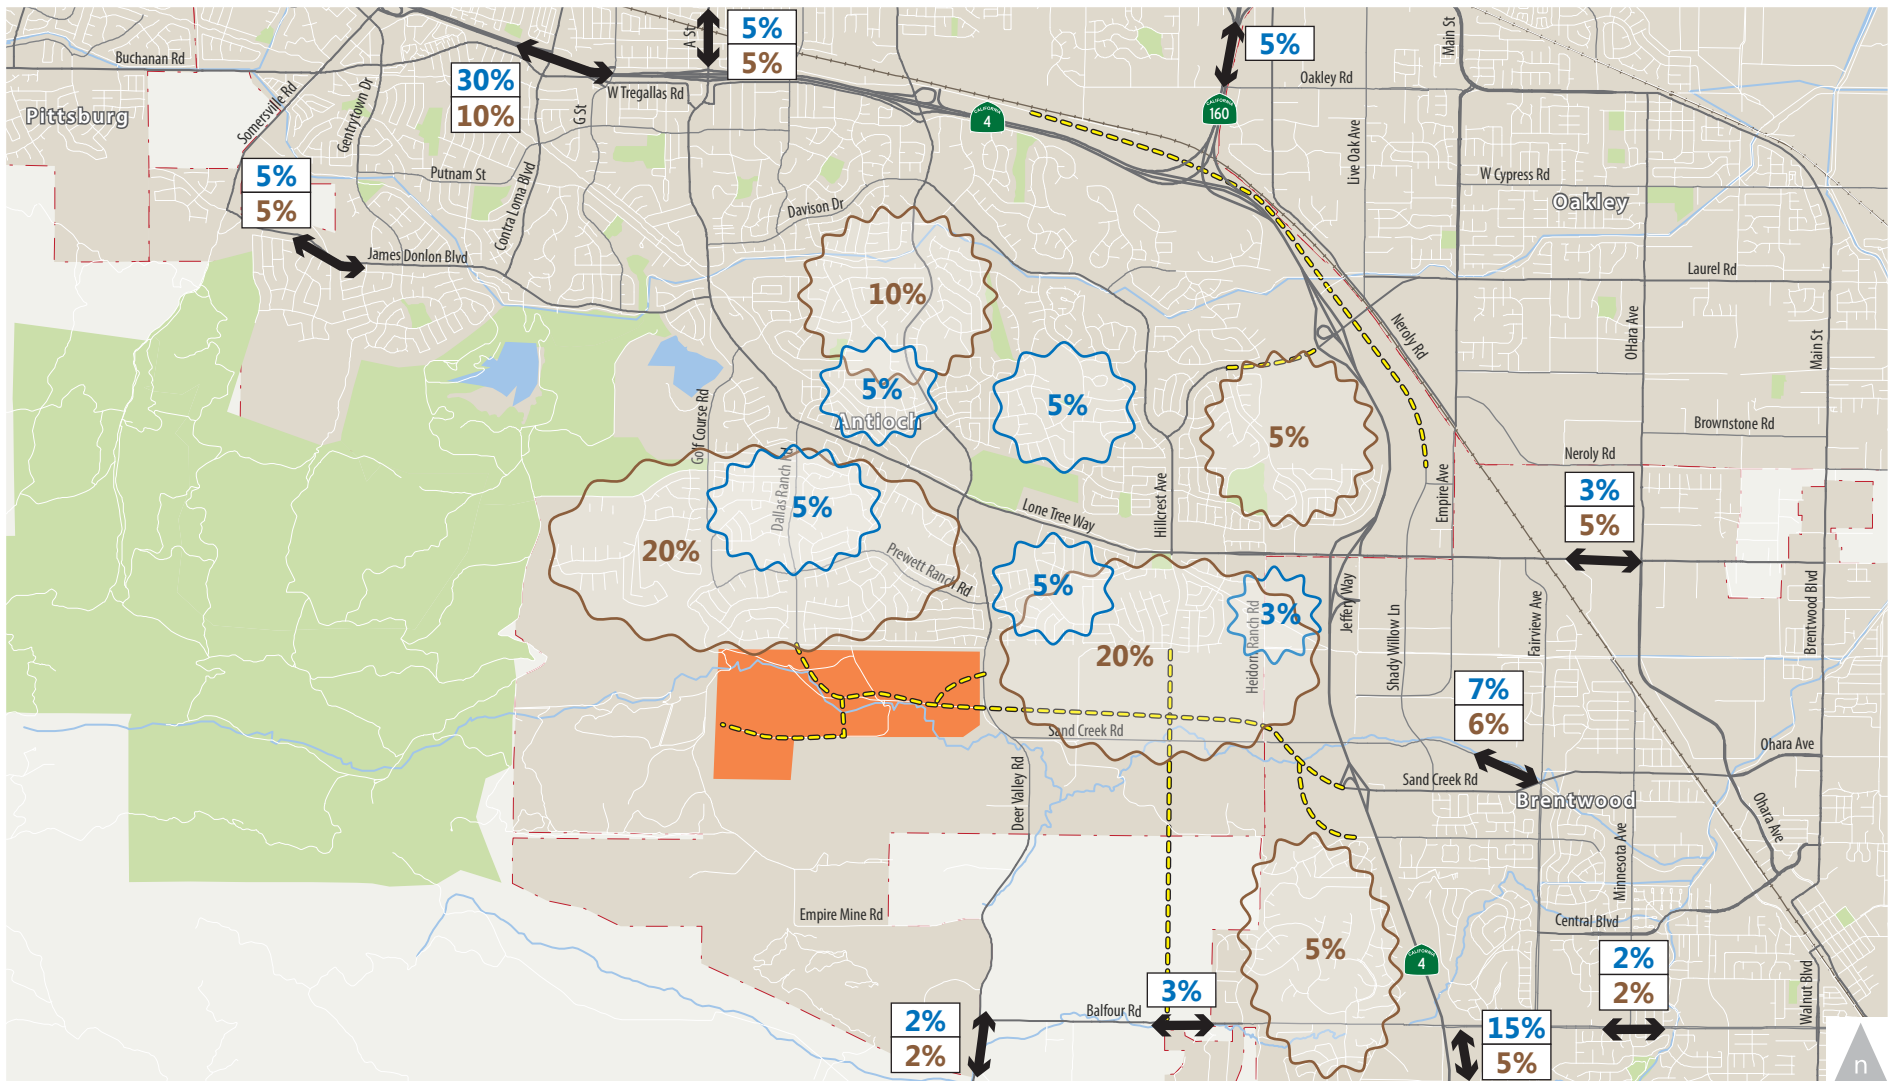 5%
5%
A St
5%
Main St
Buchanan Rd
30%
10%
W Tregallas Rd
Oakley Rd
Pittsburg
Somersville Rd
Gentrytown Dr
G St
CALIFORNIA
4
CALIFORNIA
160
Live Oak Ave
5%
5%
Putnam St
Contra Loma Blvd
Davison Dr
W Cypress Rd
Oakley
James Donlon Blvd
Laurel Rd
10%
Neroly Rd
OHara Ave
Main St
5%
Antioch
5%
5%
Golf Course Rd
Brownstone Rd
Neroly Rd
Dallas Ranch Rd
5%
20%
Prewett Ranch Rd
Lone Tree Way
Hillcrest Ave
Empire Ave
3%
5%
5%
20%
Heidorn Ranch Rd
3%
Jeffery Way
Shady Willow Ln
Fairview Ave
Brentwood Blvd
7%
6%
Sand Creek Rd
Ohara Ave
Deer Valley Rd
Sand Creek Rd
Brentwood
Ohara Ave
Minnesota Ave
Empire Mine Rd
Central Blvd
5%
CALIFORNIA
4
2%
2%
Walnut Blvd
3%
Balfour Rd
2%
2%
15%
5%
n